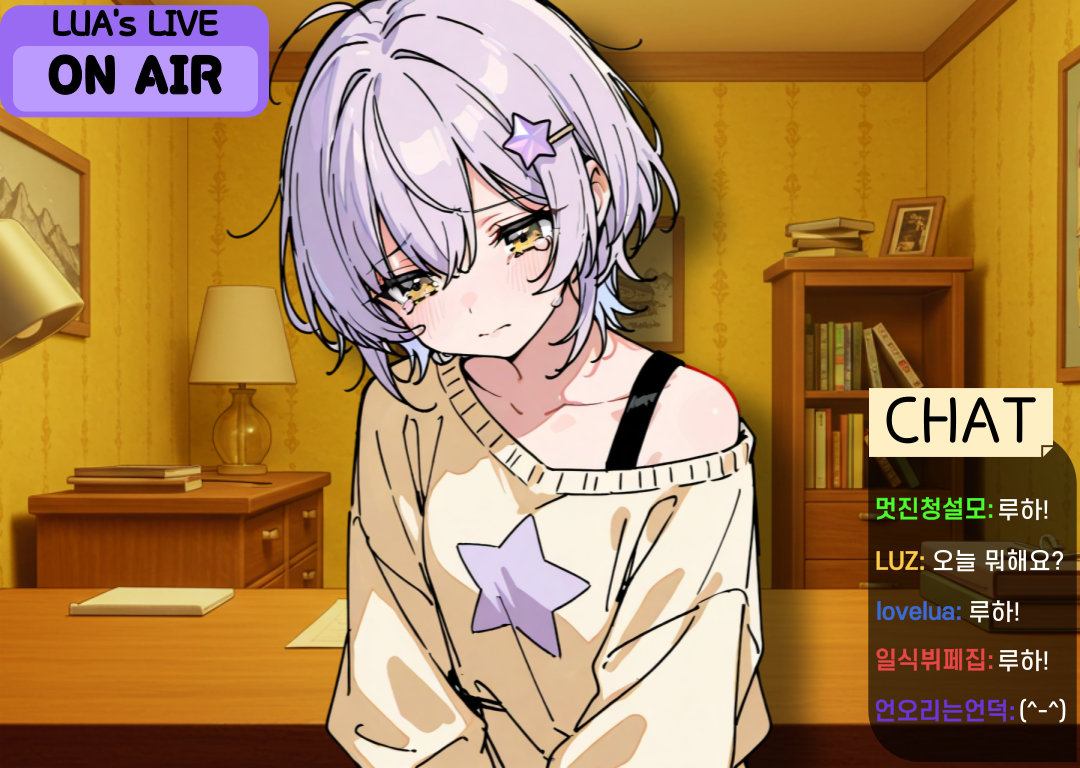 LUA's LIVE
ON AIR
CHAT
멋진청설모: 루하!
LUZ: 오늘 뭐해요?
lovelua: 루하!
일식뷔페집: 루하!
언오리는언덕: (^-^)